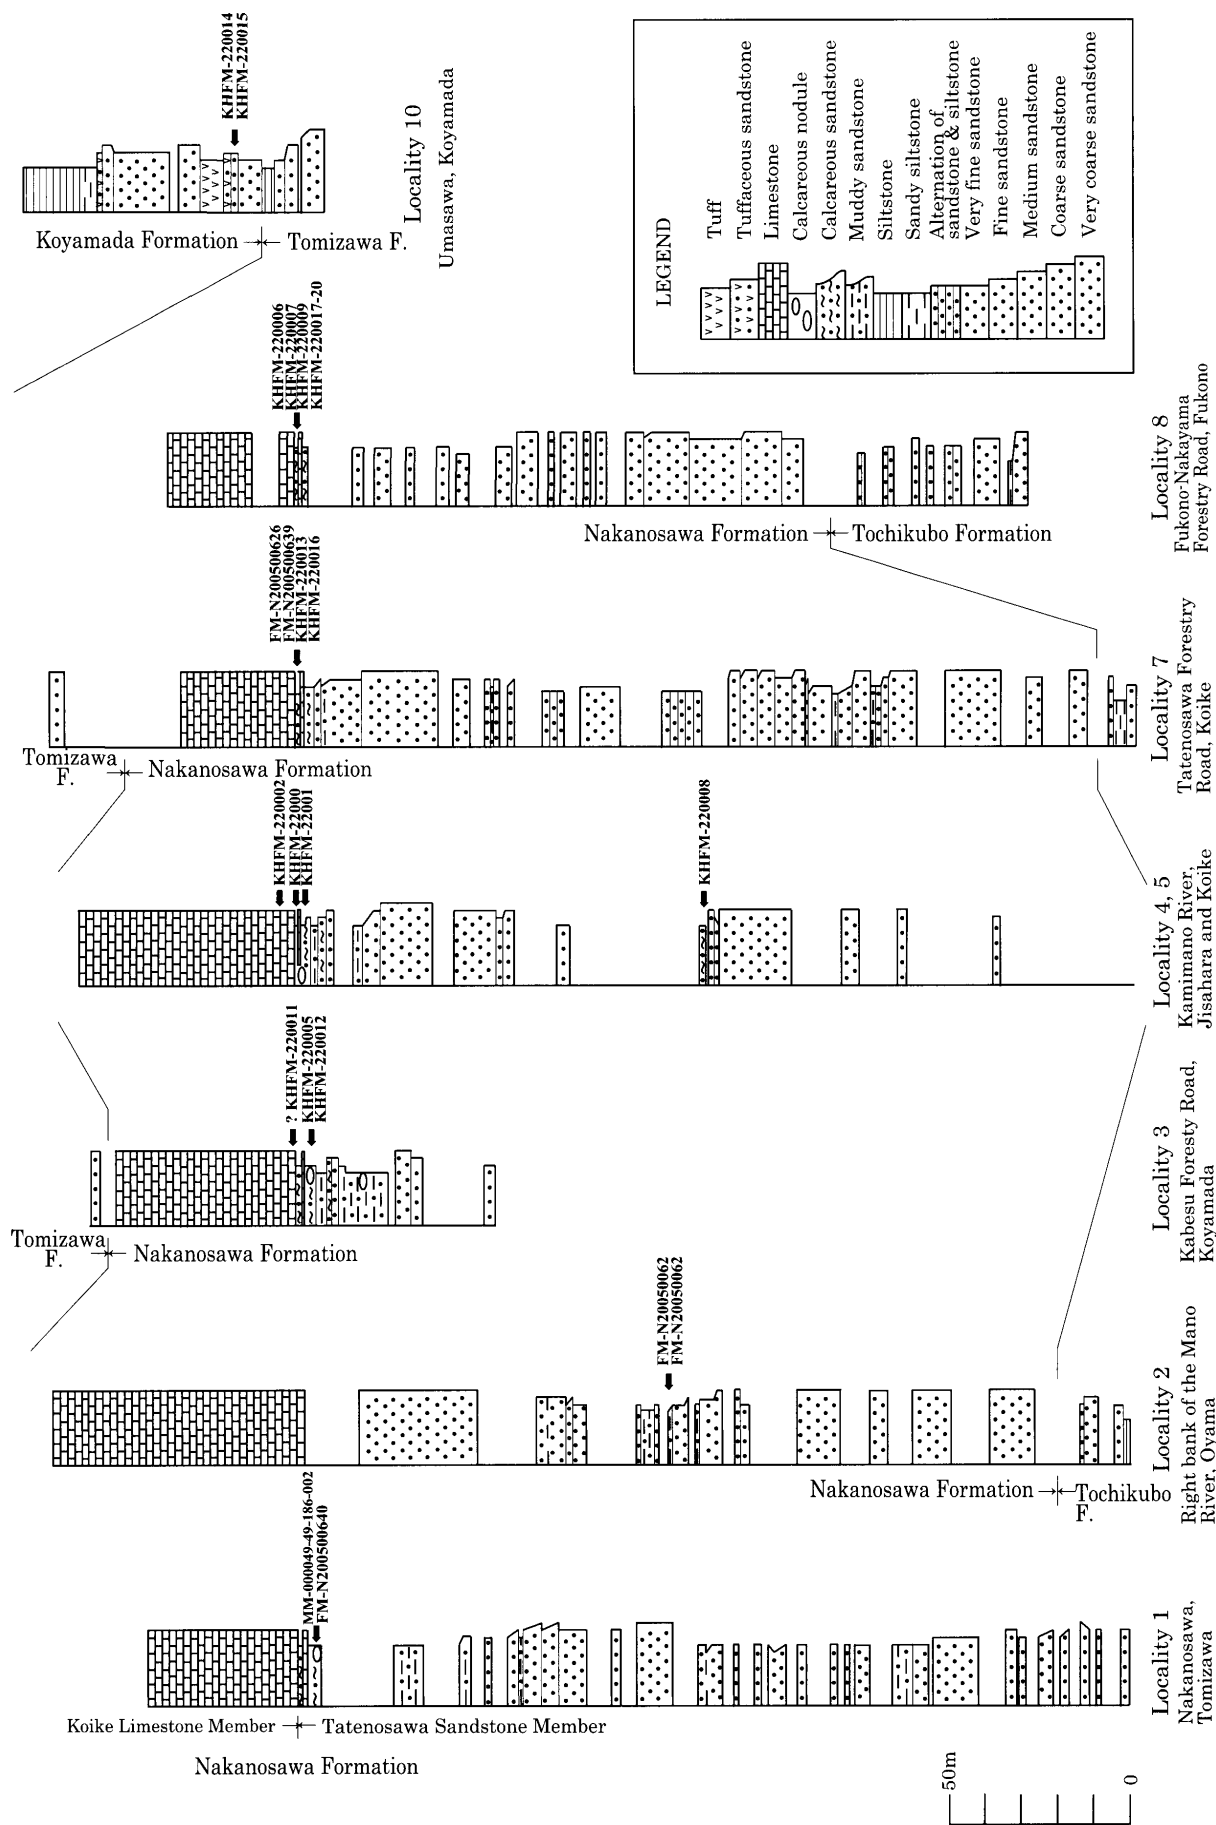 KHFM-220014
KHFM-220015
Koyamada Formation
Tomizawa F.
Locality 10
Umasawa, Koyamada
LEGEND
Tuff
Tuffaceous sandstone
Limestone
Calcareous nodule
Calcareous sandstone
Muddy sandstone
Siltstone
Sandy siltstone
Alternation of
sandstone & siltstone
Very fine sandstone
Fine sandstone
Medium sandstone
Coarse sandstone
Very coarse sandstone
KHFM-220006
KHFM-220007
KHFM-220009
KHFM-220017-20
Nakanosawa Formation
Tochikubo Formation
Locality 8
Fukono-Nakayama
Forestry Road, Fukono
FM-N200500626
FM-N200500639
KHFM-220013
KHFM-220016
Tomizawa
F.
Nakanosawa Formation
Locality 7
Tatenosawa Forestry
Road, Koike
KHFM-220002
KHFM-22000
KHFM-22001
KHFM-220008
Locality 4, 5
Kamimano River,
Jisahara and Koike
? KHFM-220011
KHFM-220005
KHFM-220012
Tomizawa
F.
Nakanosawa Formation
Locality 3
Kabesu Foresty Road,
Koyamada
FM-N20050062
FM-N20050062
Nakanosawa Formation
Tochikubo
F.
Locality 2
Right bank of the Mano
River, Oyama
MM-000049-49-186-002
FM-N200500640
Koike Limestone Member
Tatenosawa Sandstone Member
Nakanosawa Formation
Locality 1
Nakanosawa,
Tomizawa
50m
0